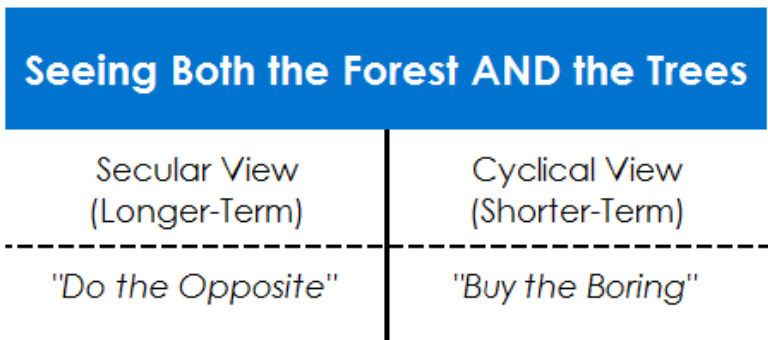 Seeing Both the Forest AND the Trees
Secular View
(Longer-Term)
Cyclical View
(Shorter-Term)
"Do the Opposite"
"Buy the Boring"